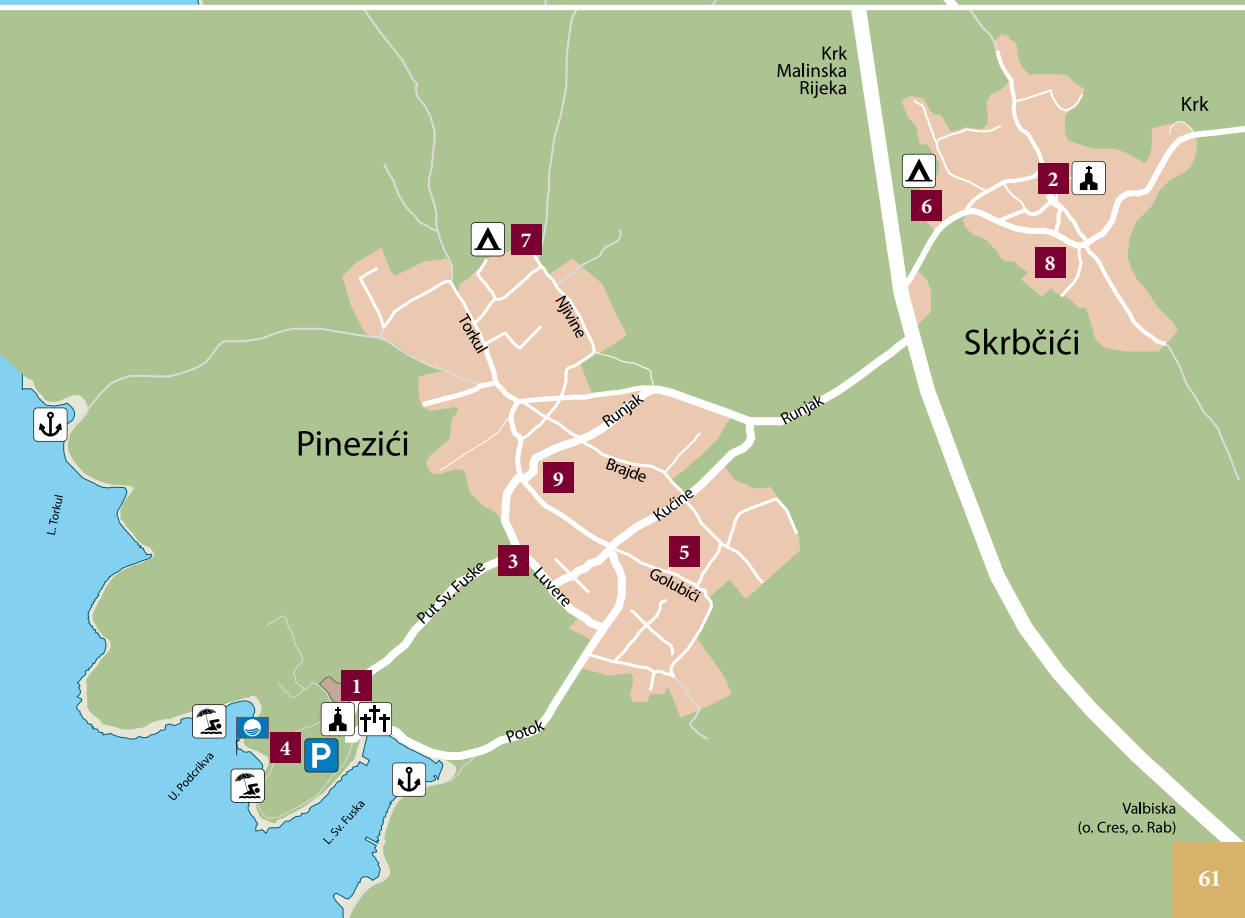 Krk
Malinska
Rijeka
Krk
2
6
7
8
Njivine
Torkul
Skrbčići
Runjak
Runjak
Pinezići
Brajde
9
Kućine
L. Torkul
5
3
Golubići
Luvere
Put Sv. Fuske
1
Potok
4
P
U. Podcrikva
L. Sv. Fuska
Valbiska
(o. Cres, o. Rab)
61